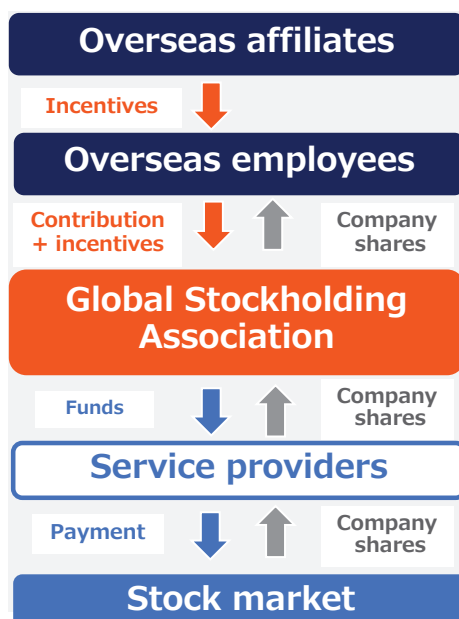 Overseas affiliates
Incentives
Overseas employees
Contribution
+ incentives
Company
shares
Global Stockholding
Association
Funds
Company
shares
Service providers
Payment
Company
shares
Stock market